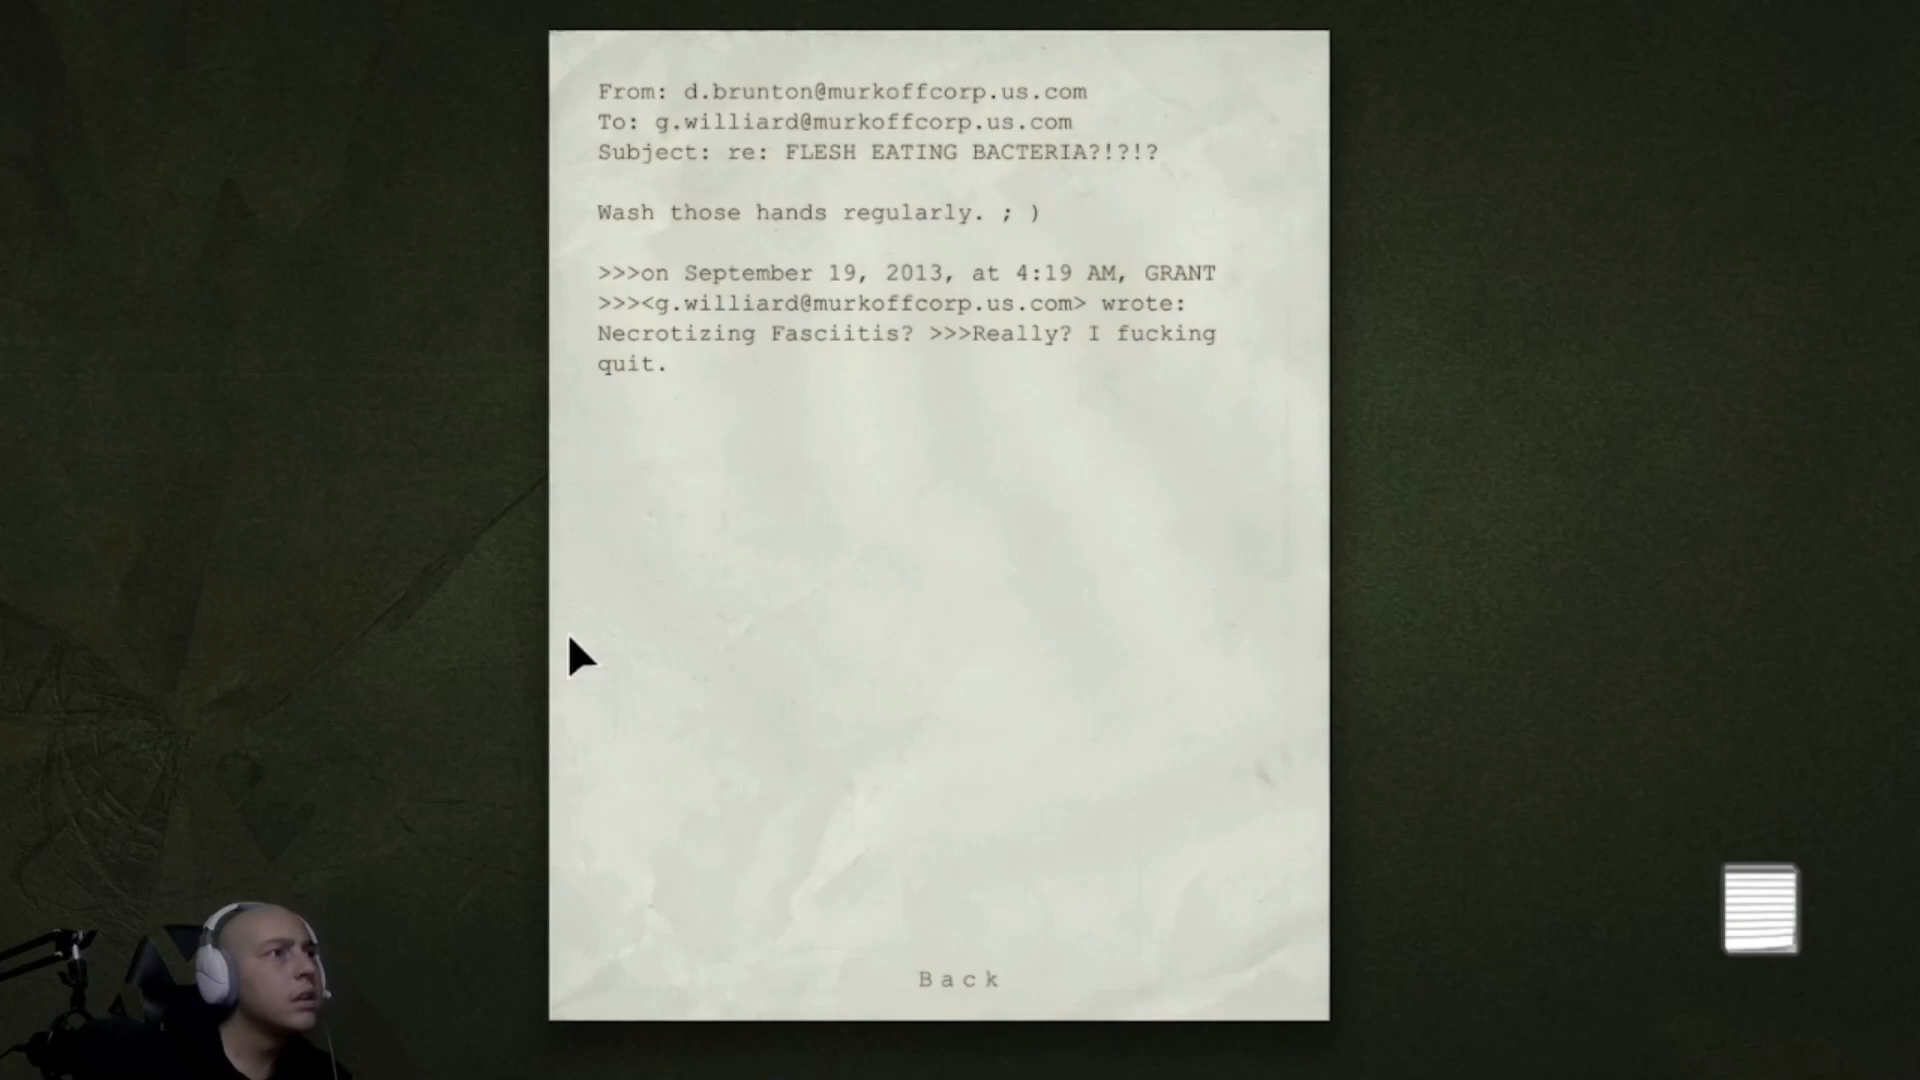 From: d.brunton@murkoffcorp.us.com
To: g.williard@murkoffcorp.us.com
Subject: re: FLESH EATING BACTERIA?!?!?
Wash those hands regularly. ; )
>>>on September 19, 2013, at 4:19 AM, GRANT
>>><g.williard@murkoffcorp.us.com> wrote:
Necrotizing Fasciitis? >>>Really? I fucking
quit.
Back